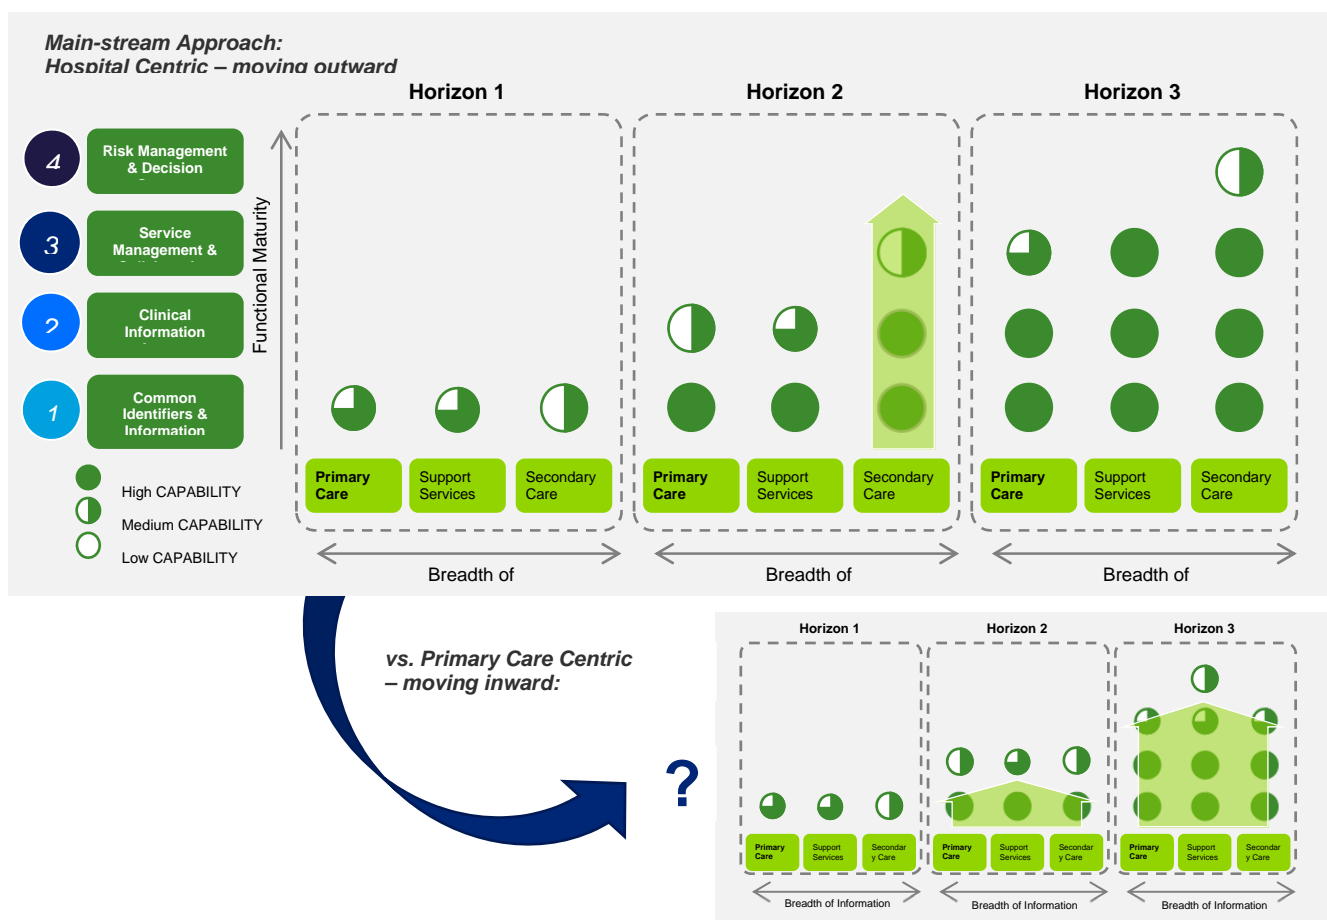 Main-stream Approach:
Hospital Centric – moving outward
Horizon 1
Horizon 2
Horizon 3
4
Risk Management
& Decision
3
Service
Management &
2
Clinical
Information
1
Common
Identifiers &
Information
Functional Maturity
High CAPABILITY
Medium CAPABILITY
Low CAPABILITY
Primary
Care
Support
Services
Secondary
Care
Primary
Care
Support
Services
Secondary
Care
Primary
Care
Support
Services
Secondary
Care
Breadth of
Breadth of
Breadth of
vs. Primary Care Centric
– moving inward:
?
Horizon 1
Horizon 2
Horizon 3
Primary
Care
Support
Services
Secondar
y Care
Primary
Care
Support
Services
Secondar
y Care
Primary
Care
Support
Services
Secondar
y Care
Breadth of Information
Breadth of Information
Breadth of Information